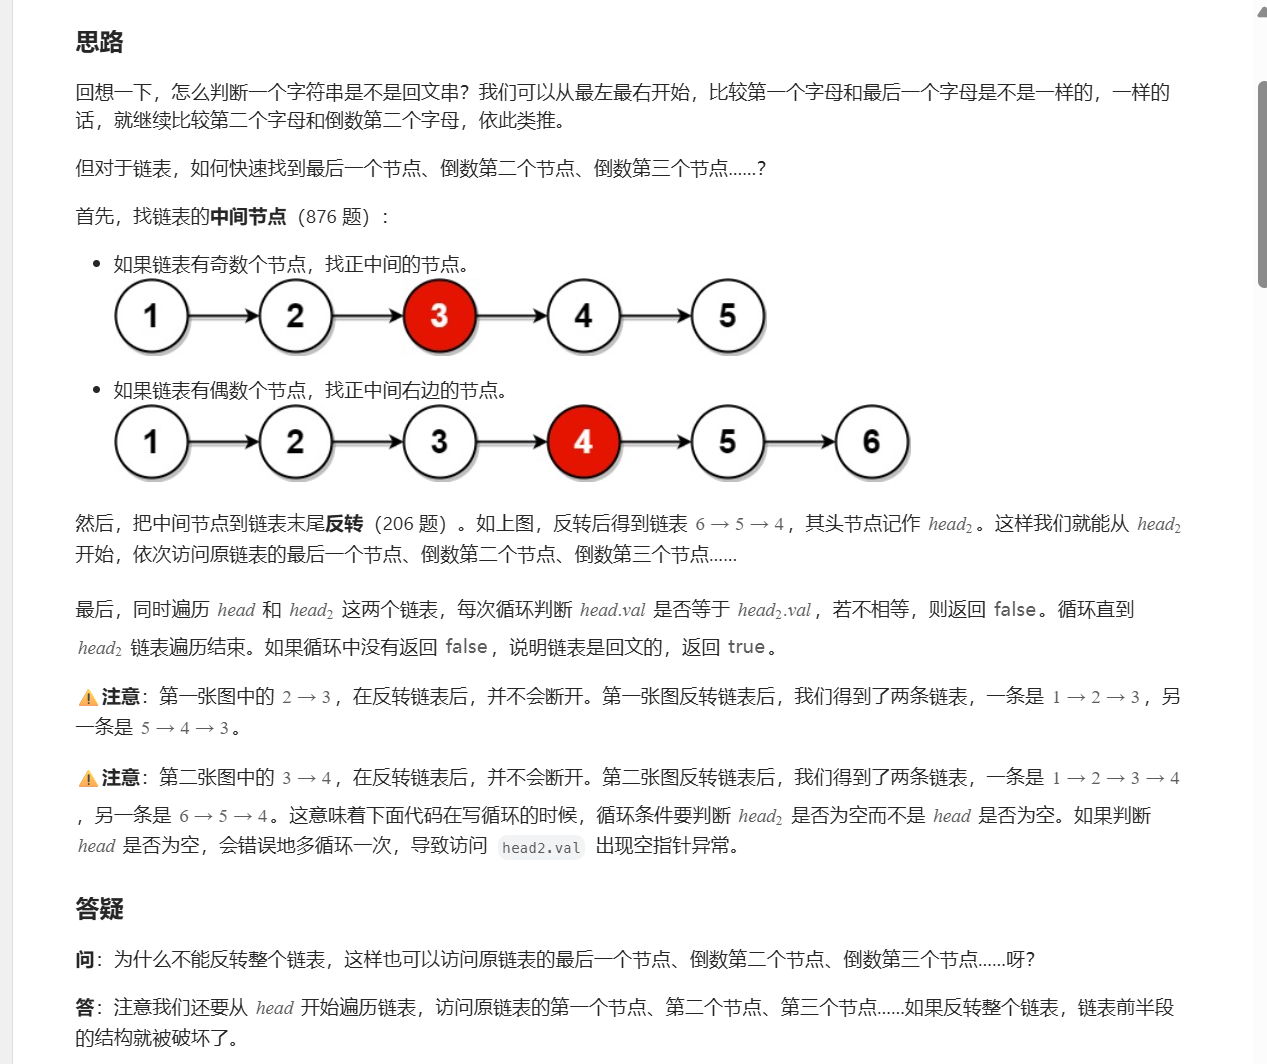 思路
回想一下，怎么判断一个字符串是不是回文串？我们可以从最左最右开始，比较第一个字母和最后一个字母是不是一样的，一样的
话，就继续比较第二个字母和倒数第二个字母，依此类推。
但对于链表，如何快速找到最后一个节点、倒数第二个节点、倒数第三个节点……？
首先，找链表的中间节点（876 题）：
• 如果链表有奇数个节点，找正中间的节点。
1 2 3 4 5
• 如果链表有偶数个节点，找正中间右边的节点。
1 2 3 4 5 6
然后，把中间节点到链表末尾反转（206 题）。如上图，反转后得到链表 6 → 5 → 4，其头节点记作 head₂。这样我们就能从 head₂
开始，依次访问原链表的最后一个节点、倒数第二个节点、倒数第三个节点……
最后，同时遍历 head 和 head₂ 这两个链表，每次循环判断 head.val 是否等于 head₂.val，若不相等，则返回 false。循环直到
head₂ 链表遍历结束。如果循环中没有返回 false，说明链表是回文的，返回 true。
⚠注意：第一张图中的 2 → 3，在反转链表后，并不会断开。第一张图反转链表后，我们得到了两条链表，一条是 1 → 2 → 3，另
一条是 5 → 4 → 3。
⚠注意：第二张图中的 3 → 4，在反转链表后，并不会断开。第二张图反转链表后，我们得到了两条链表，一条是 1 → 2 → 3 → 4
，另一条是 6 → 5 → 4。这意味着下面代码在写循环的时候，循环条件要判断 head₂ 是否为空而不是 head 是否为空。如果判断
head 是否为空，会错误地多循环一次，导致访问 head2.val 出现空指针异常。
答疑
问：为什么不能反转整个链表，这样也可以访问原链表的最后一个节点、倒数第二个节点、倒数第三个节点……呀？
答：注意我们还要从 head 开始遍历链表，访问原链表的第一个节点、第二个节点、第三个节点……如果反转整个链表，链表前半段
的结构就被破坏了。